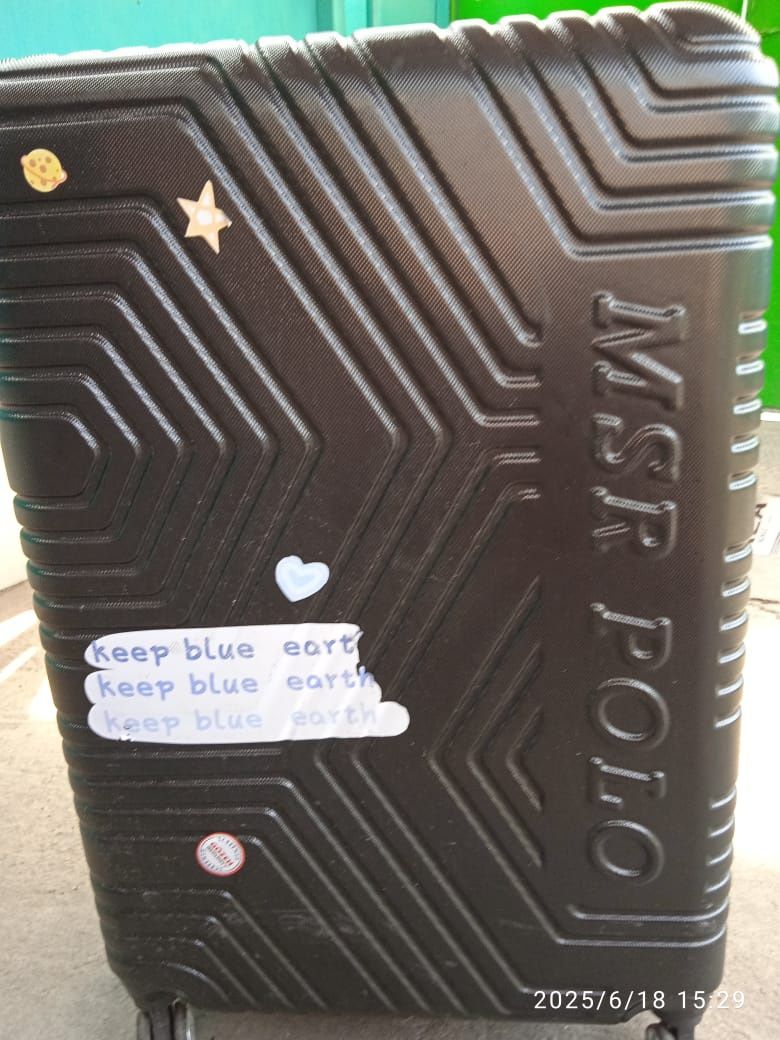 MSR POLO
keep blue eart
keep blue earth
keep blue earth
2025/6/18 15:29